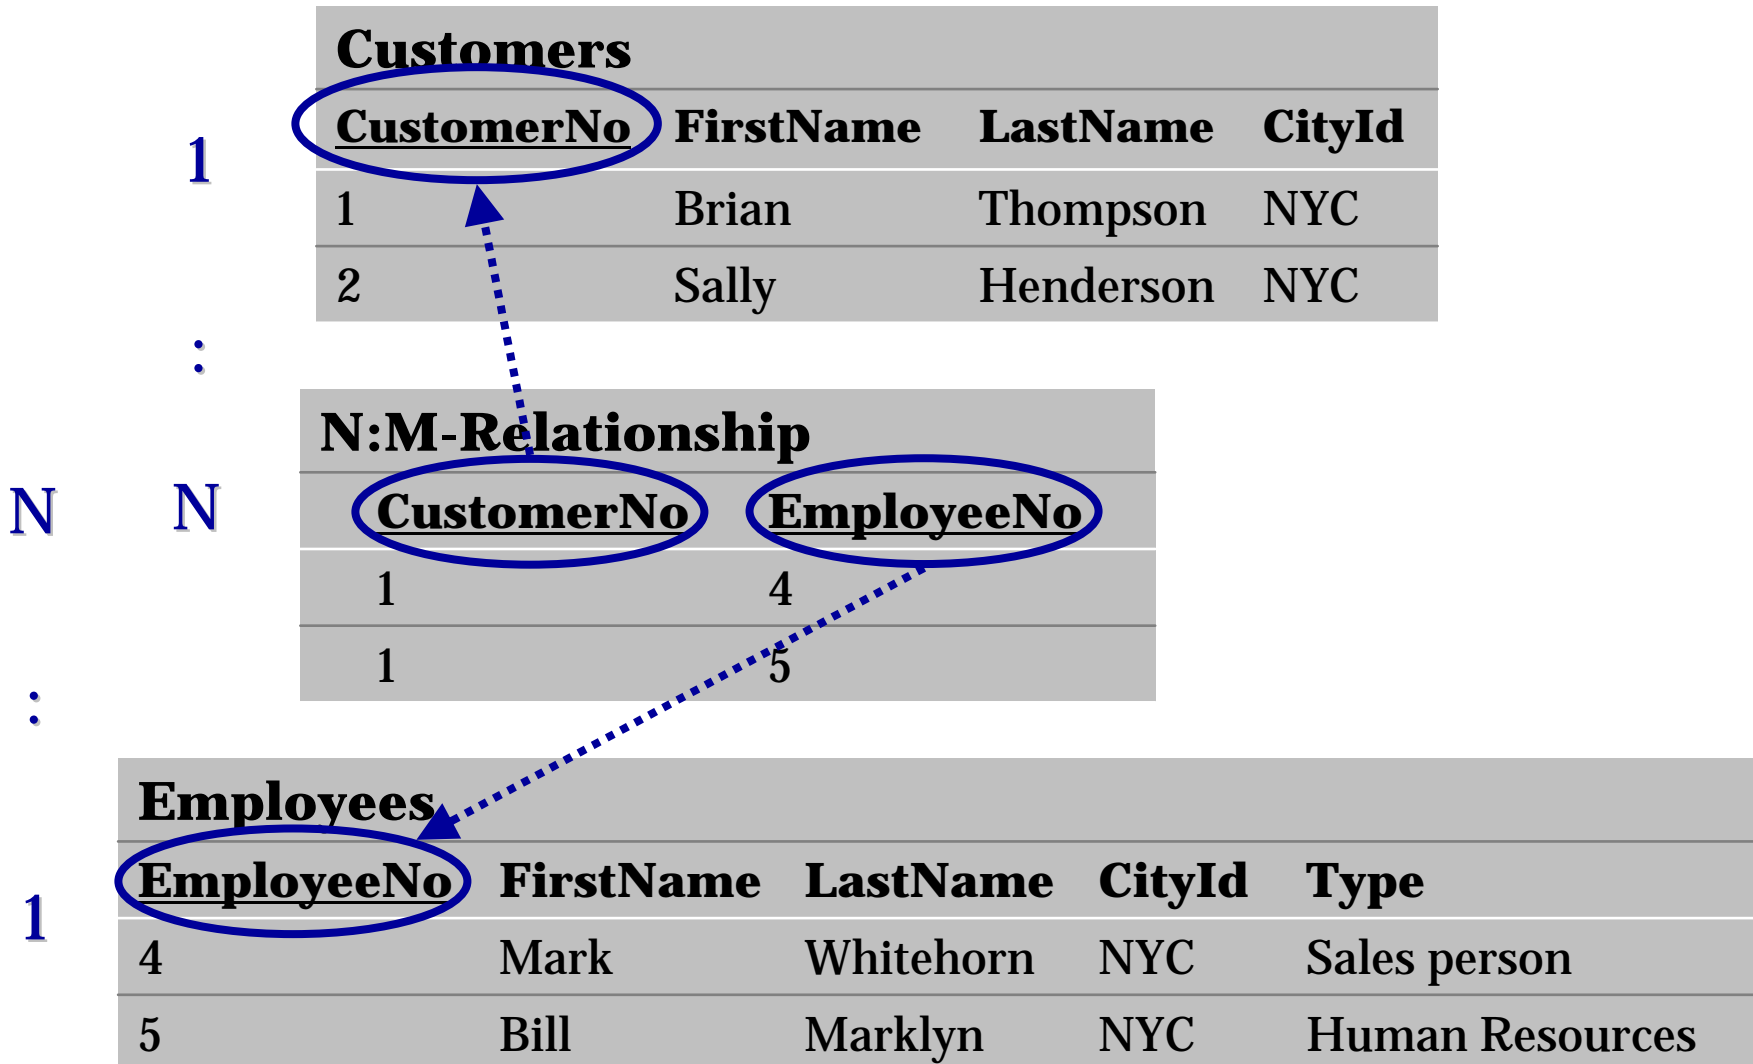 Customers
CustomerNo FirstName LastName CityId
1
1 Brian Thompson NYC
2 Sally Henderson NYC
:
N:M-Relationship
N N CustomerNo EmployeeNo
1 4
1 5
:
Employees
EmployeeNo FirstName LastName CityId Type
1
4 Mark Whitehorn NYC Sales person
5 Bill Marklyn NYC Human Resources